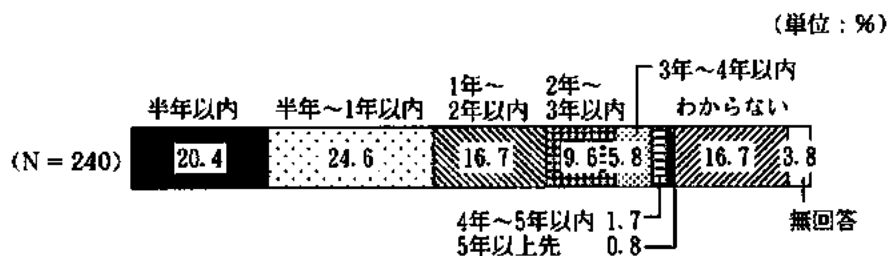 (単位：%)
3年～4年以内
1年～ 2年～
半年以内 半年～1年以内 2年以内 3年以内 わからない
(N = 240) 20.4 24.6 16.7 9.6 5.8 16.7 3.8
4年～5年以内 1.7 無回答
5年以上先 0.8